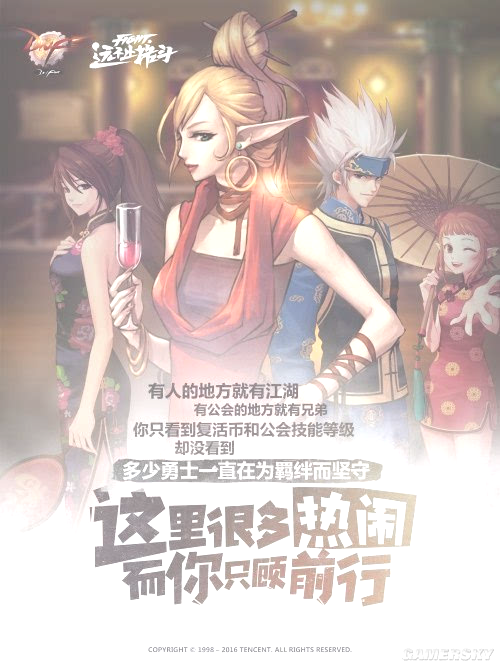 DNF
FIGHT.
有人的地方就有江湖
有公会的地方就有兄弟
你只看到复活币和公会技能等级
却没看到
多少勇士一直在为羁绊而坚守
这里很多热闹
而你只顾前行
COPYRIGHT © 1998 – 2016 TENCENT. ALL RIGHTS RESERVED.
GAMERSKY